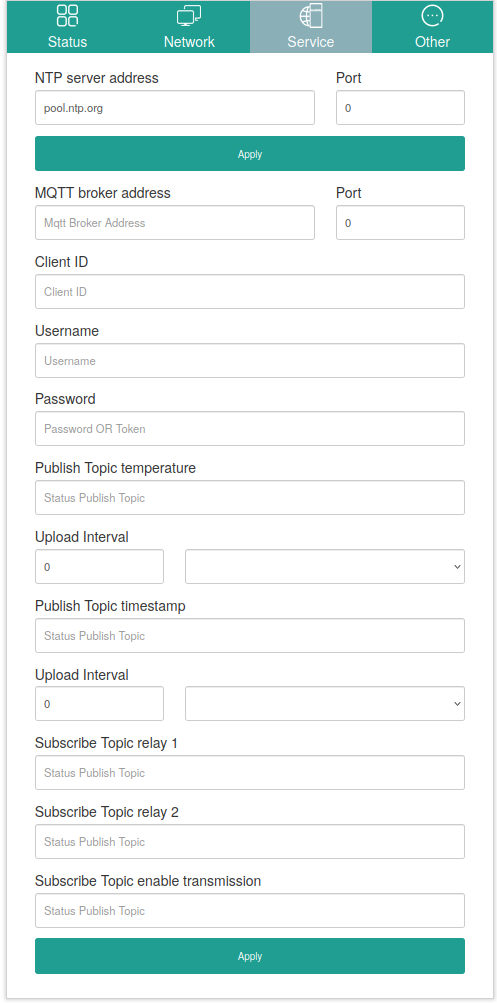 Status Network Service Other
NTP server address Port
pool.ntp.org 0
Apply
MQTT broker address Port
Mqtt Broker Address 0
Client ID
Client ID
Username
Username
Password
Password OR Token
Publish Topic temperature
Status Publish Topic
Upload Interval
0
Publish Topic timestamp
Status Publish Topic
Upload Interval
0
Subscribe Topic relay 1
Status Publish Topic
Subscribe Topic relay 2
Status Publish Topic
Subscribe Topic enable transmission
Status Publish Topic
Apply